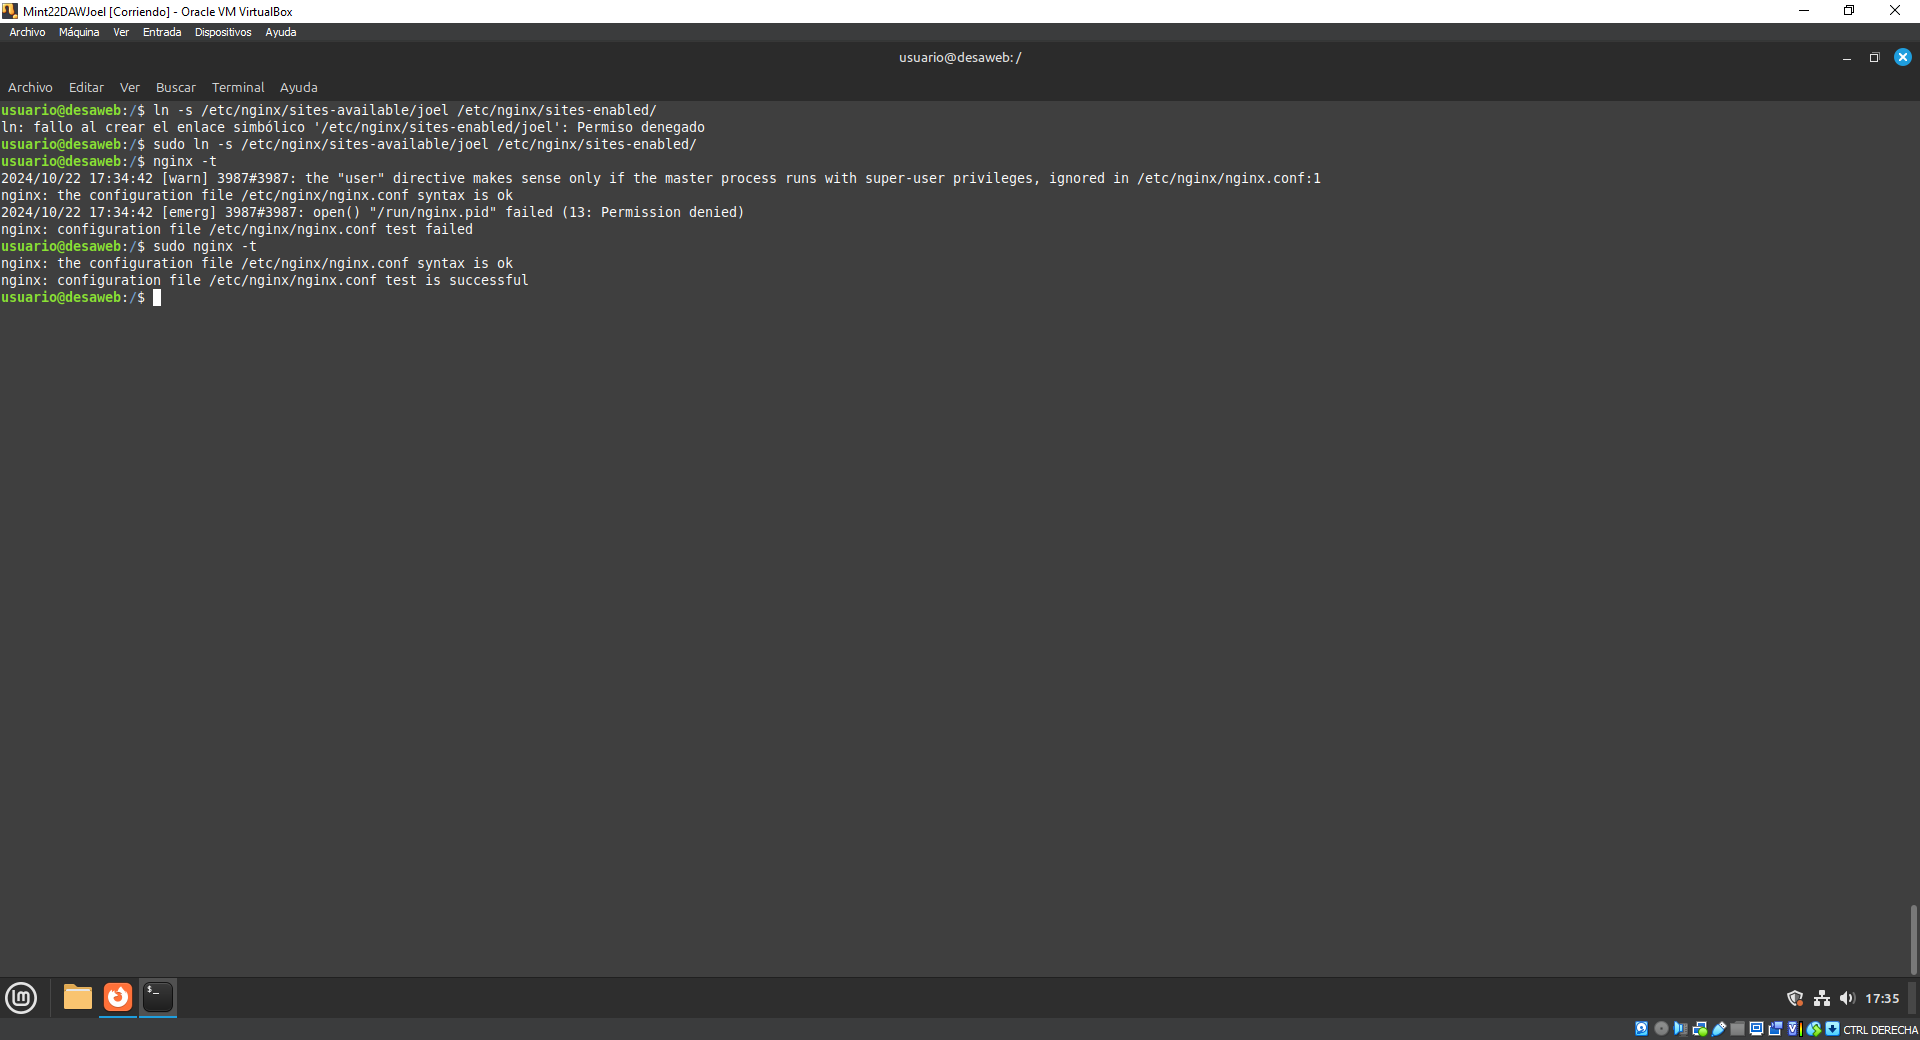 Mint22DAWJoel [Corriendo] - Oracle VM VirtualBox
Archivo Máquina Ver Entrada Dispositivos Ayuda
usuario@desaweb: /
Archivo Editar Ver Buscar Terminal Ayuda
usuario@desaweb:/$ ln -s /etc/nginx/sites-available/joel /etc/nginx/sites-enabled/
ln: fallo al crear el enlace simbólico '/etc/nginx/sites-enabled/joel': Permiso denegado
usuario@desaweb:/$ sudo ln -s /etc/nginx/sites-available/joel /etc/nginx/sites-enabled/
usuario@desaweb:/$ nginx -t
2024/10/22 17:34:42 [warn] 3987#3987: the "user" directive makes sense only if the master process runs with super-user privileges, ignored in /etc/nginx/nginx.conf:1
nginx: the configuration file /etc/nginx/nginx.conf syntax is ok
2024/10/22 17:34:42 [emerg] 3987#3987: open() "/run/nginx.pid" failed (13: Permission denied)
nginx: configuration file /etc/nginx/nginx.conf test failed
usuario@desaweb:/$ sudo nginx -t
nginx: the configuration file /etc/nginx/nginx.conf syntax is ok
nginx: configuration file /etc/nginx/nginx.conf test is successful
usuario@desaweb:/$
17:35
CTRL DERECHA